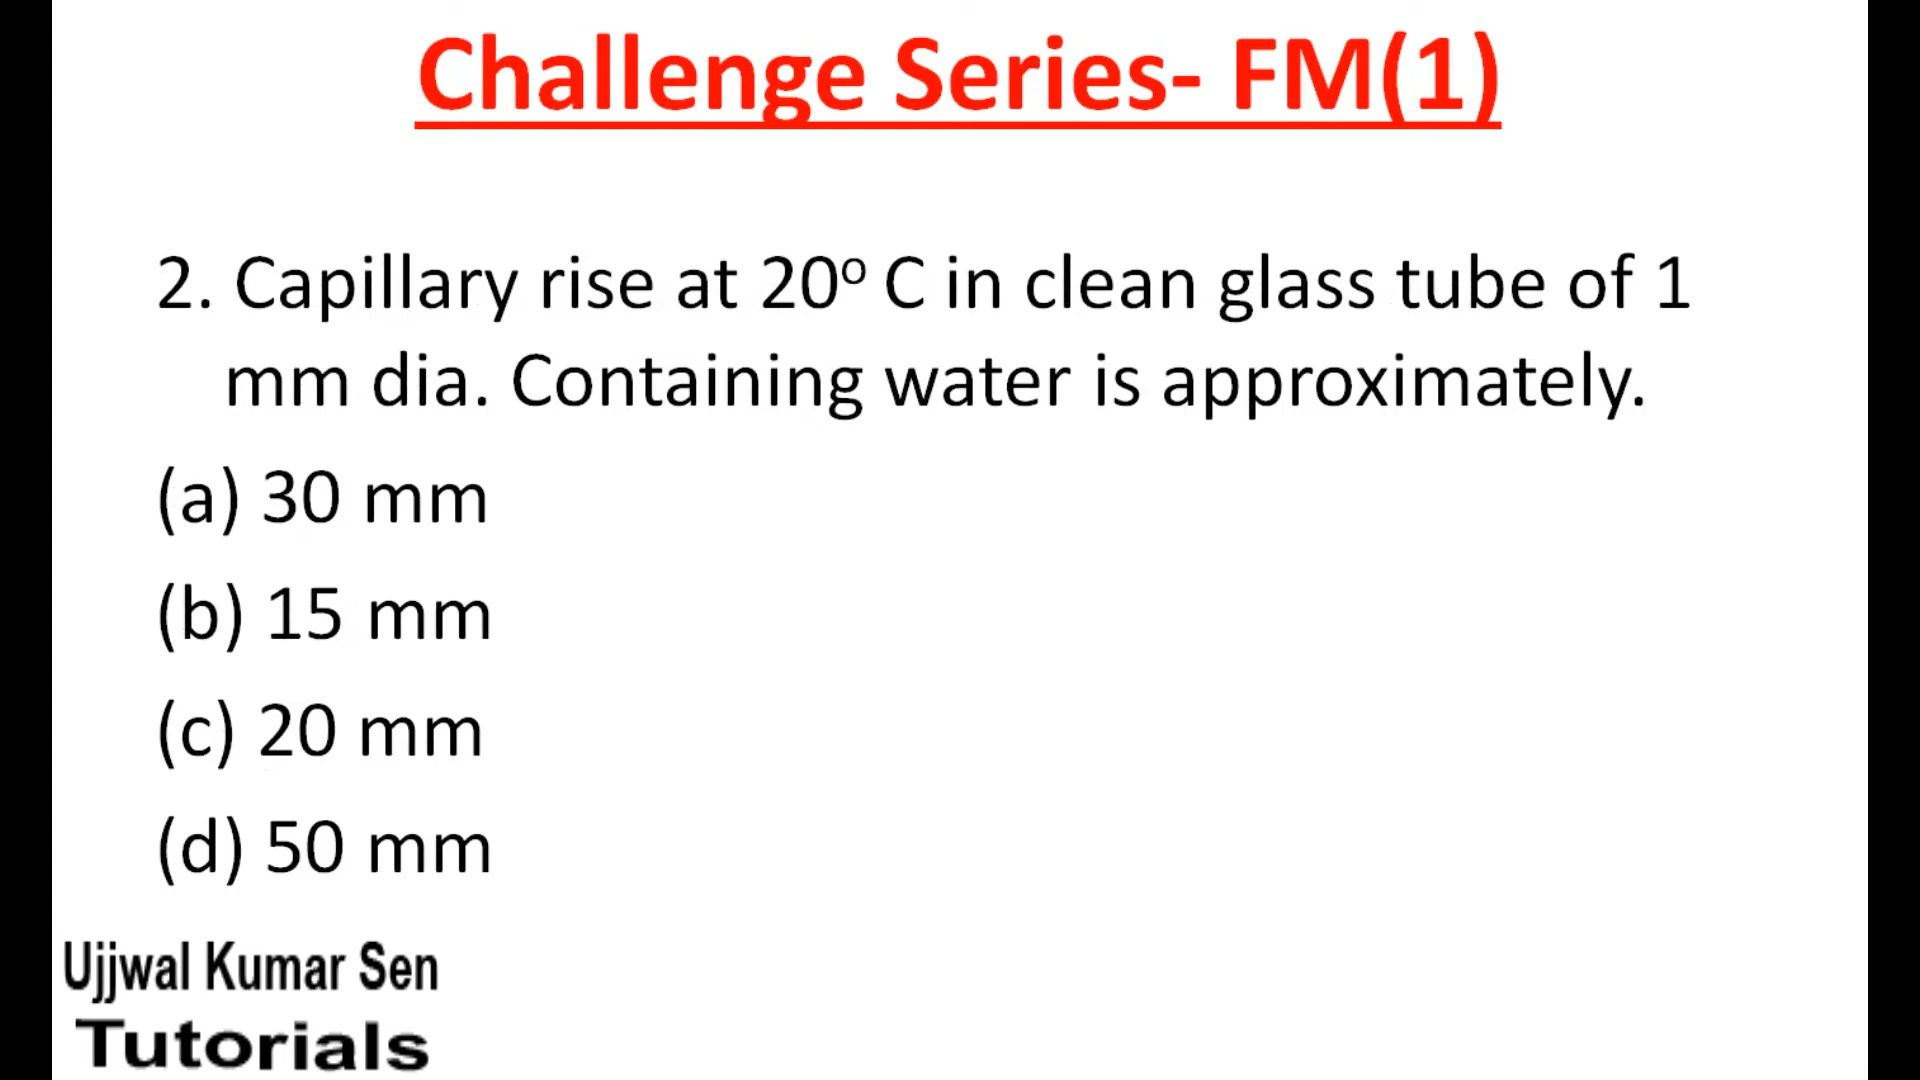 Challenge Series- FM(1)
2. Capillary rise at 20º C in clean glass tube of 1
mm dia. Containing water is approximately.
(a) 30 mm
(b) 15 mm
(c) 20 mm
(d) 50 mm
Ujjwal Kumar Sen
Tutorials